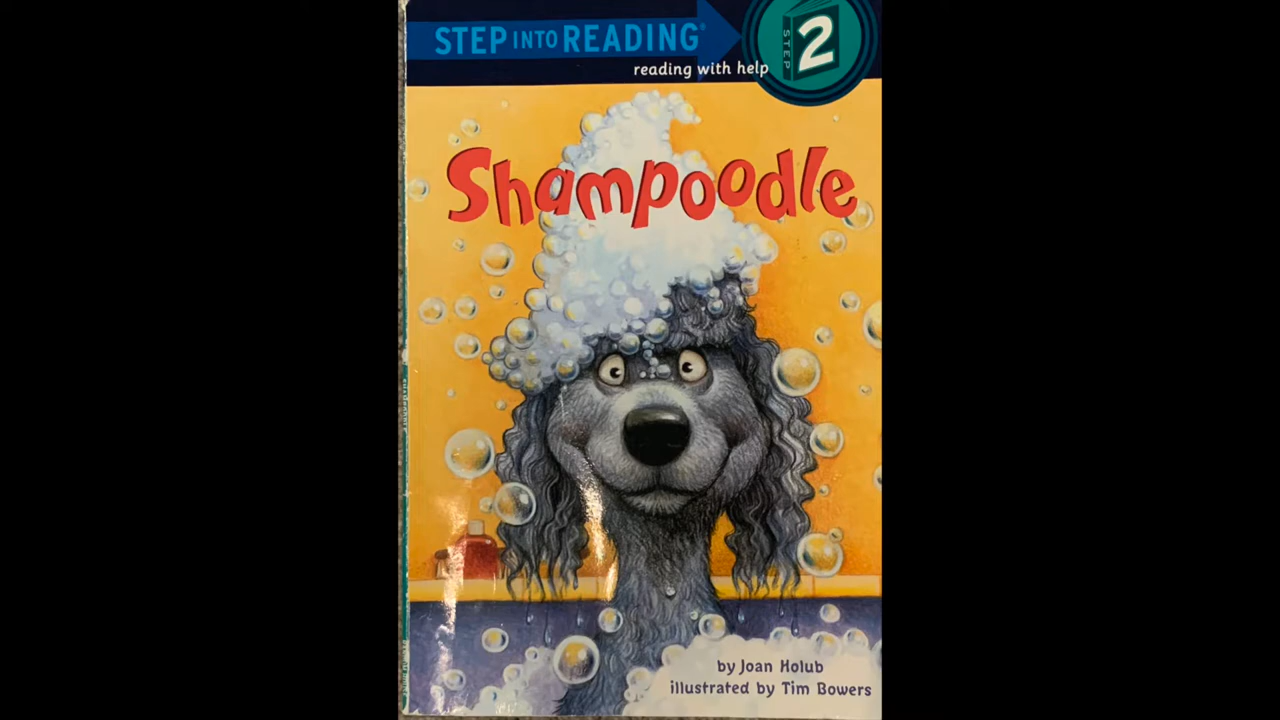 STEP INTO READING®
reading with help
STEP 2
Shampoodle
by Joan Holub
illustrated by Tim Bowers